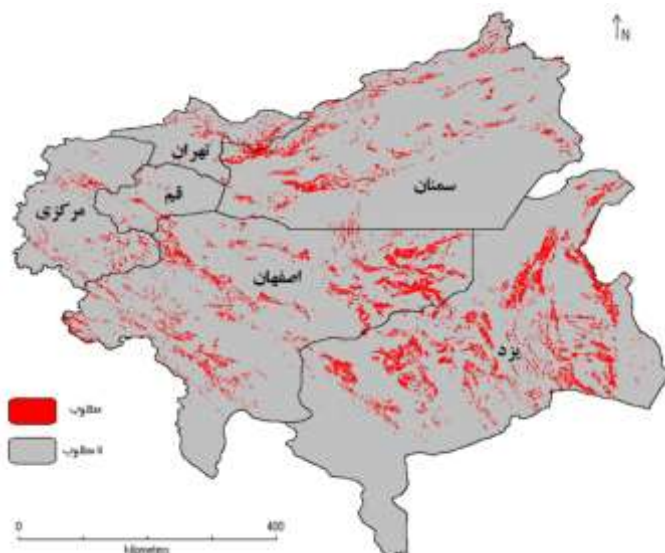 N
تهران
سمنان
قم
مرکزی
اصفهان
یزد
مطلوب
نا مطلوب
0 400
kilometers